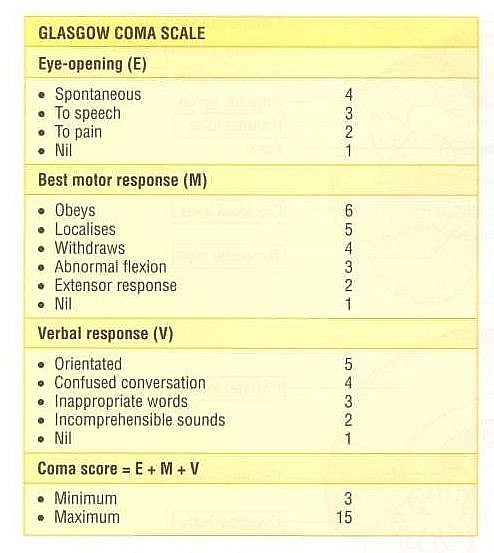 GLASGOW COMA SCALE
Eye-opening (E)
• Spontaneous 4
• To speech 3
• To pain 2
• Nil 1
Best motor response (M)
• Obeys 6
• Localises 5
• Withdraws 4
• Abnormal flexion 3
• Extensor response 2
• Nil 1
Verbal response (V)
• Orientated 5
• Confused conversation 4
• Inappropriate words 3
• Incomprehensible sounds 2
• Nil 1
Coma score = E + M + V
• Minimum 3
• Maximum 15